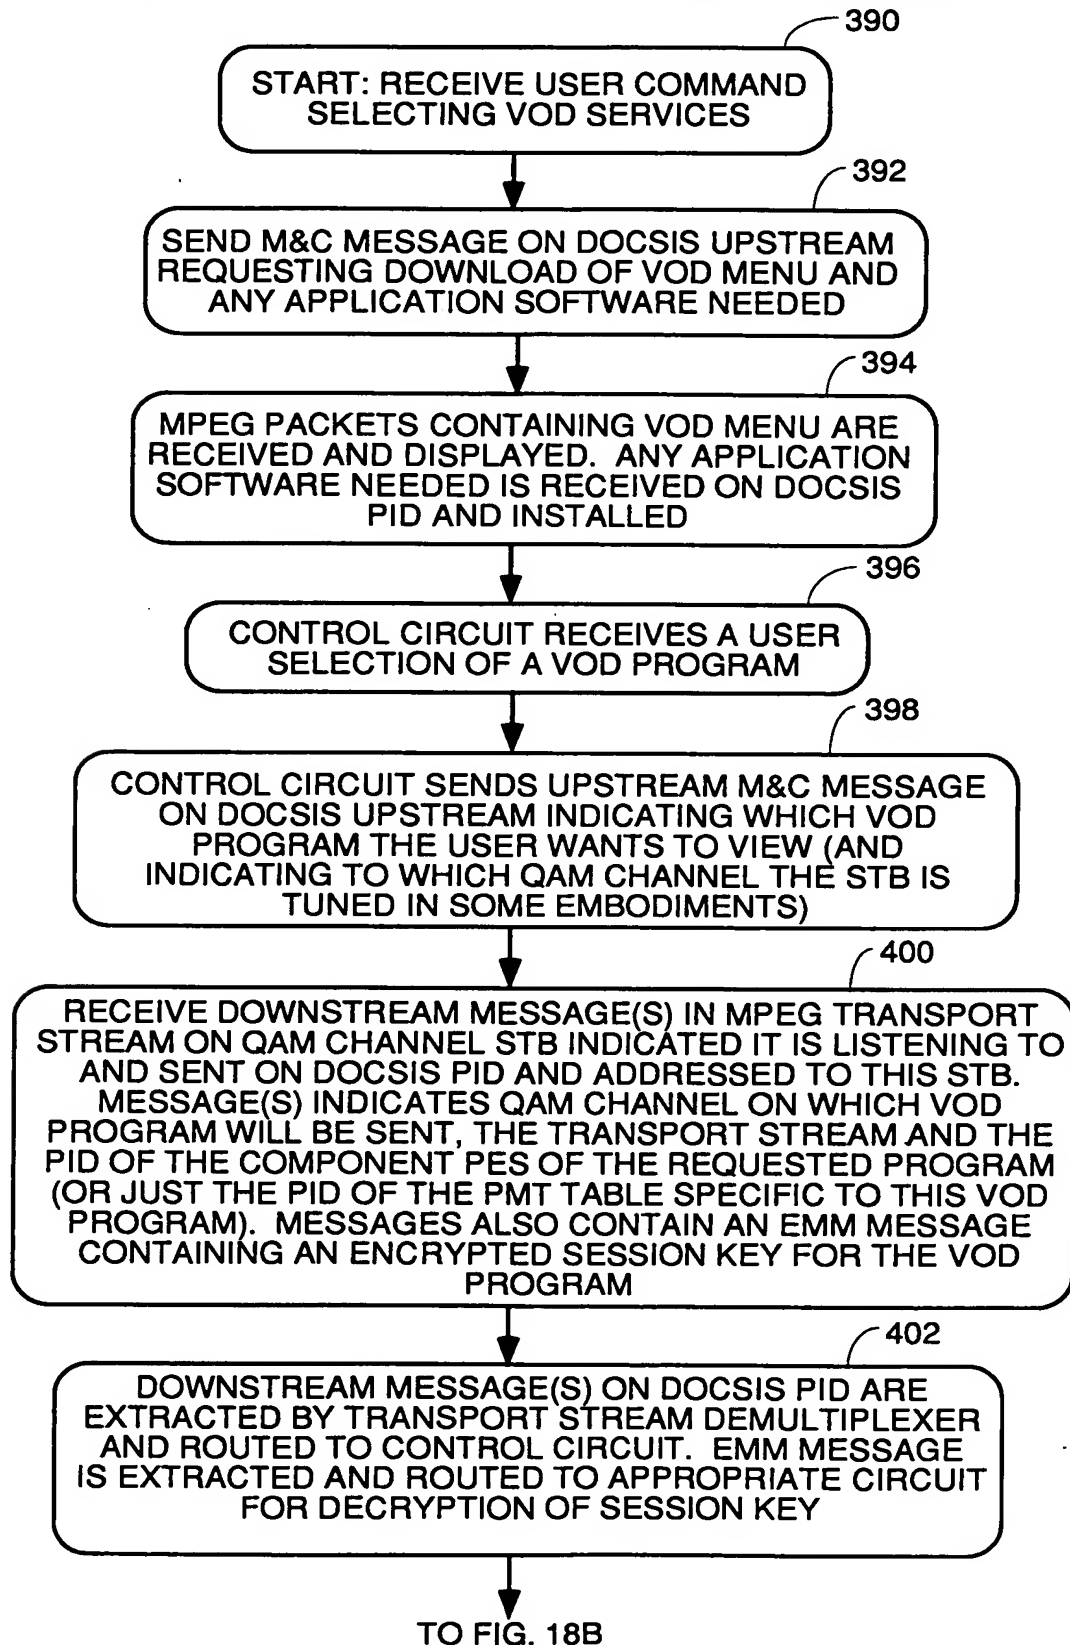 390
START: RECEIVE USER COMMAND
SELECTING VOD SERVICES
392
SEND M&C MESSAGE ON DOCSIS UPSTREAM
REQUESTING DOWNLOAD OF VOD MENU AND
ANY APPLICATION SOFTWARE NEEDED
394
MPEG PACKETS CONTAINING VOD MENU ARE
RECEIVED AND DISPLAYED. ANY APPLICATION
SOFTWARE NEEDED IS RECEIVED ON DOCSIS
PID AND INSTALLED
396
CONTROL CIRCUIT RECEIVES A USER
SELECTION OF A VOD PROGRAM
398
CONTROL CIRCUIT SENDS UPSTREAM M&C MESSAGE
ON DOCSIS UPSTREAM INDICATING WHICH VOD
PROGRAM THE USER WANTS TO VIEW (AND
INDICATING TO WHICH QAM CHANNEL THE STB IS
TUNED IN SOME EMBODIMENTS)
400
RECEIVE DOWNSTREAM MESSAGE(S) IN MPEG TRANSPORT
STREAM ON QAM CHANNEL STB INDICATED IT IS LISTENING TO
AND SENT ON DOCSIS PID AND ADDRESSED TO THIS STB.
MESSAGE(S) INDICATES QAM CHANNEL ON WHICH VOD
PROGRAM WILL BE SENT, THE TRANSPORT STREAM AND THE
PID OF THE COMPONENT PES OF THE REQUESTED PROGRAM
(OR JUST THE PID OF THE PMT TABLE SPECIFIC TO THIS VOD
PROGRAM). MESSAGES ALSO CONTAIN AN EMM MESSAGE
CONTAINING AN ENCRYPTED SESSION KEY FOR THE VOD
PROGRAM
402
DOWNSTREAM MESSAGE(S) ON DOCSIS PID ARE
EXTRACTED BY TRANSPORT STREAM DEMULTIPLEXER
AND ROUTED TO CONTROL CIRCUIT. EMM MESSAGE
IS EXTRACTED AND ROUTED TO APPROPRIATE CIRCUIT
FOR DECRYPTION OF SESSION KEY
TO FIG. 18B